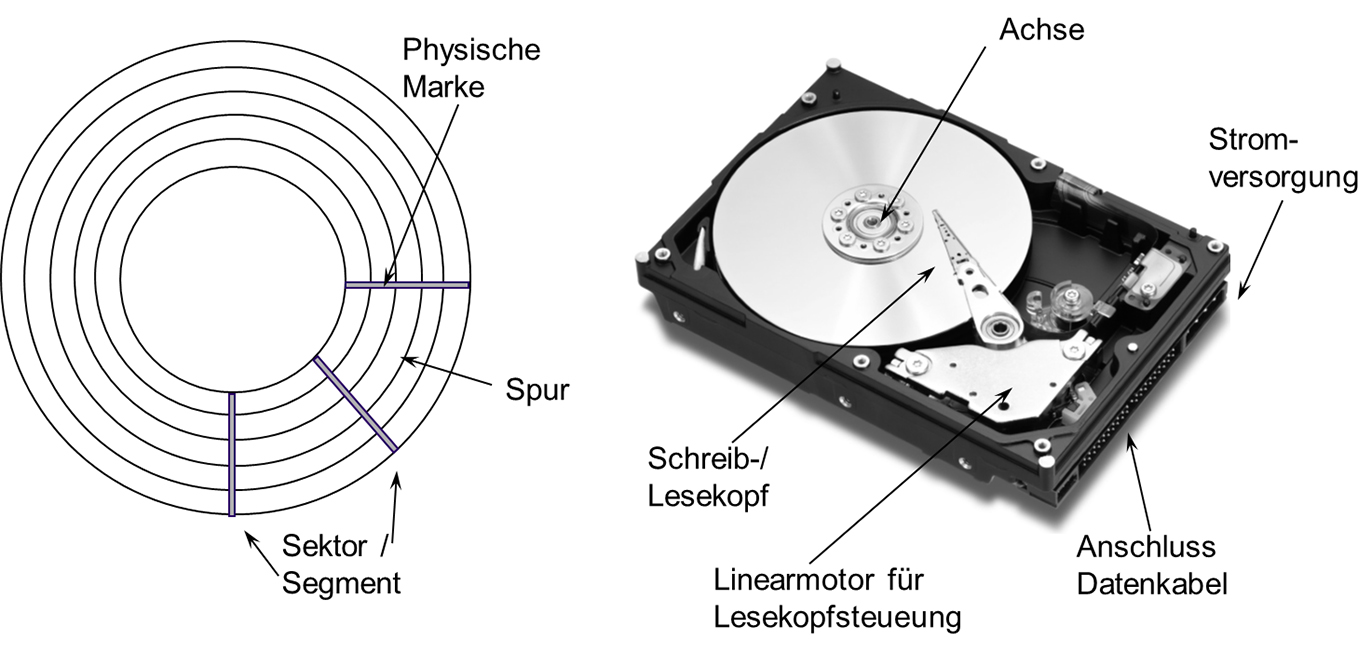 Physische
Marke
Spur
Sektor /
Segment
Achse
Strom-
versorgung
Schreib-/
Lesekopf
Linearmotor für
Lesekopfsteueung
Anschluss
Datenkabel